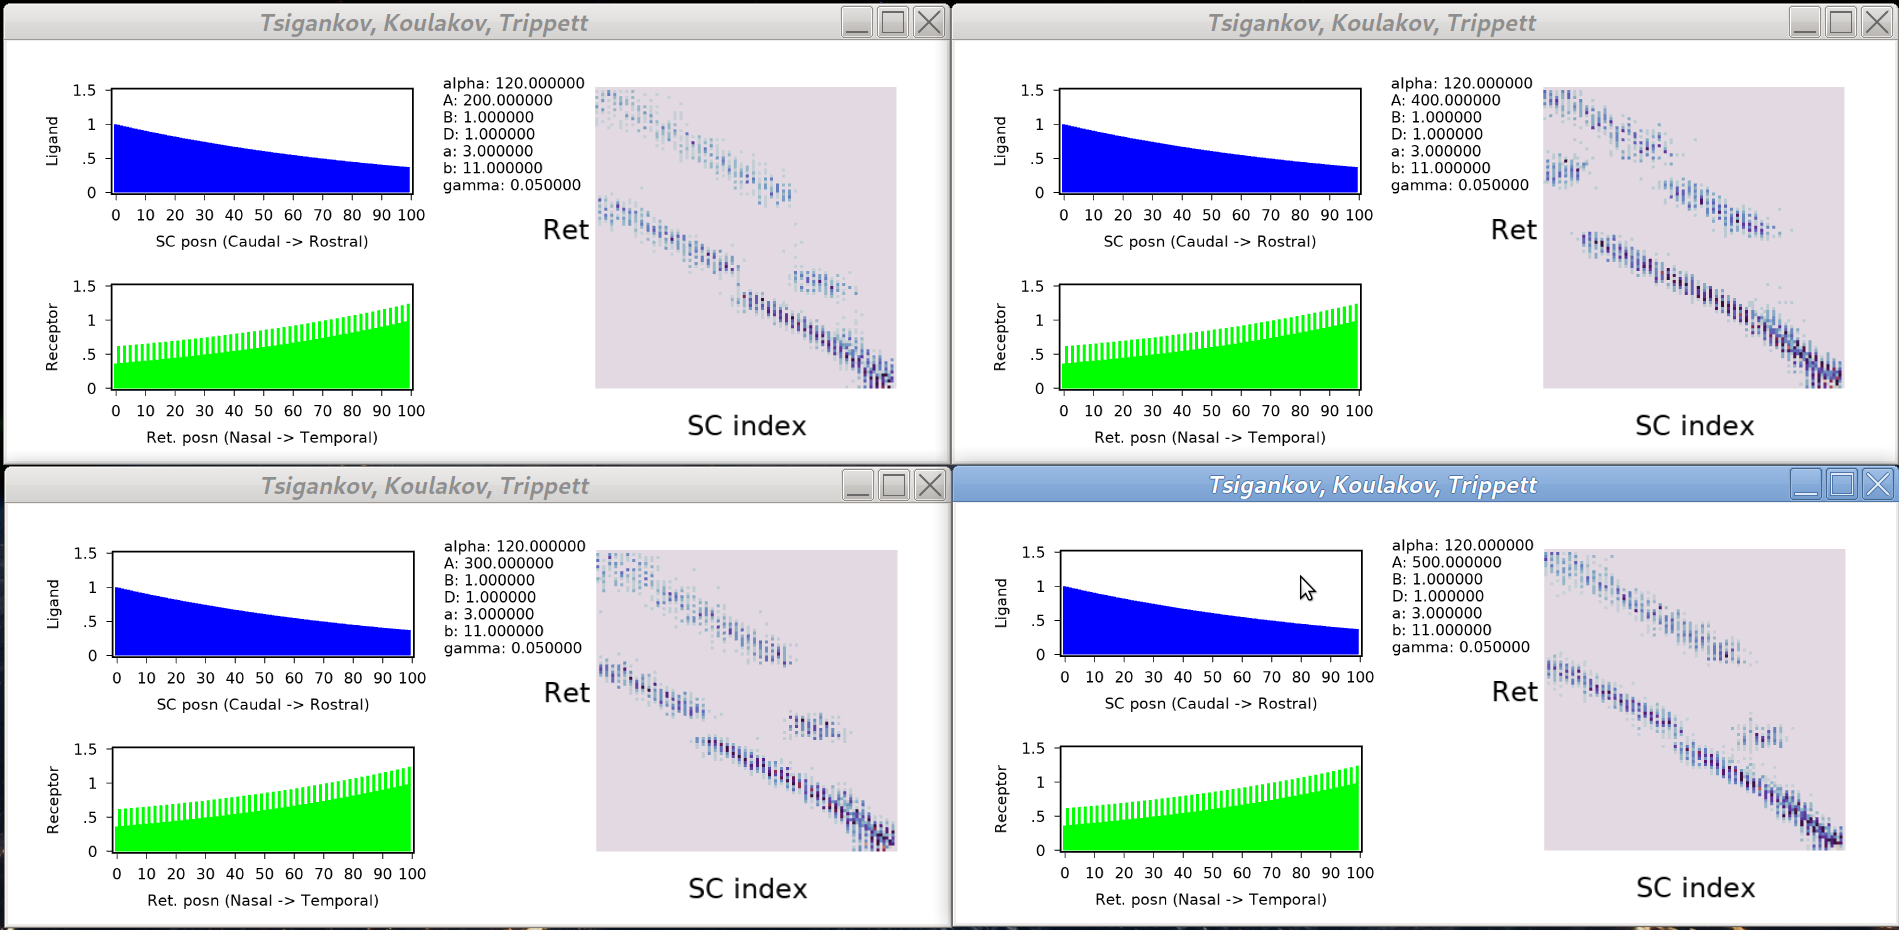 Tsigankov, Koulakov, Trippett
1.5
1
.5
0
Ligand
0 10 20 30 40 50 60 70 80 90 100
SC posn (Caudal -> Rostral)
alpha: 120.000000
A: 200.000000
B: 1.000000
D: 1.000000
a: 3.000000
b: 11.000000
gamma: 0.050000
Ret
SC index
1.5
1
.5
0
Receptor
0 10 20 30 40 50 60 70 80 90 100
Ret. posn (Nasal -> Temporal)
Tsigankov, Koulakov, Trippett
1.5
1
.5
0
Ligand
0 10 20 30 40 50 60 70 80 90 100
SC posn (Caudal -> Rostral)
alpha: 120.000000
A: 400.000000
B: 1.000000
D: 1.000000
a: 3.000000
b: 11.000000
gamma: 0.050000
Ret
SC index
1.5
1
.5
0
Receptor
0 10 20 30 40 50 60 70 80 90 100
Ret. posn (Nasal -> Temporal)
Tsigankov, Koulakov, Trippett
1.5
1
.5
0
Ligand
0 10 20 30 40 50 60 70 80 90 100
SC posn (Caudal -> Rostral)
alpha: 120.000000
A: 300.000000
B: 1.000000
D: 1.000000
a: 3.000000
b: 11.000000
gamma: 0.050000
Ret
SC index
1.5
1
.5
0
Receptor
0 10 20 30 40 50 60 70 80 90 100
Ret. posn (Nasal -> Temporal)
Tsigankov, Koulakov, Trippett
1.5
1
.5
0
Ligand
0 10 20 30 40 50 60 70 80 90 100
SC posn (Caudal -> Rostral)
alpha: 120.000000
A: 500.000000
B: 1.000000
D: 1.000000
a: 3.000000
b: 11.000000
gamma: 0.050000
Ret
SC index
1.5
1
.5
0
Receptor
0 10 20 30 40 50 60 70 80 90 100
Ret. posn (Nasal -> Temporal)